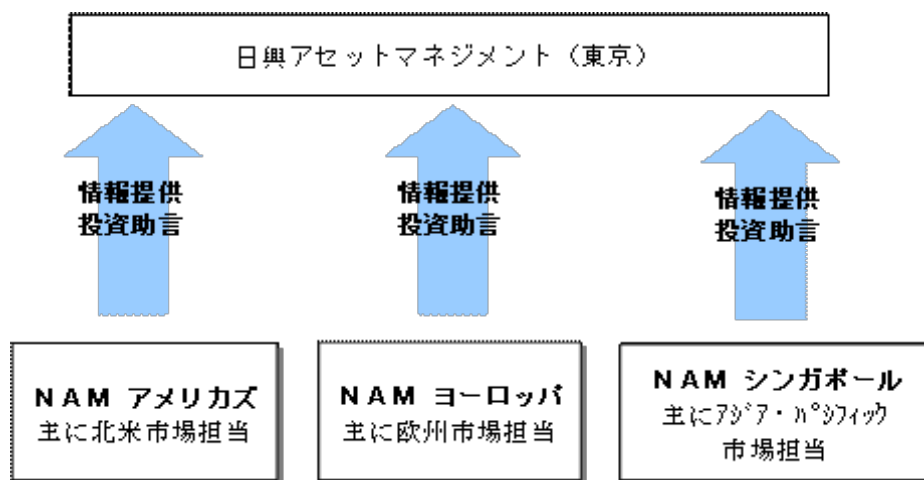 日興アセットマネジメント（東京）
情報提供
投資助言
情報提供
投資助言
情報提供
投資助言
ＮＡＭ アメリカズ
主に北米市場担当
ＮＡＭ ヨーロッパ
主に欧州市場担当
ＮＡＭ シンガポール
主にｱｼﾞｱ・ﾊﾟｼﾌｨｯｸ
市場担当